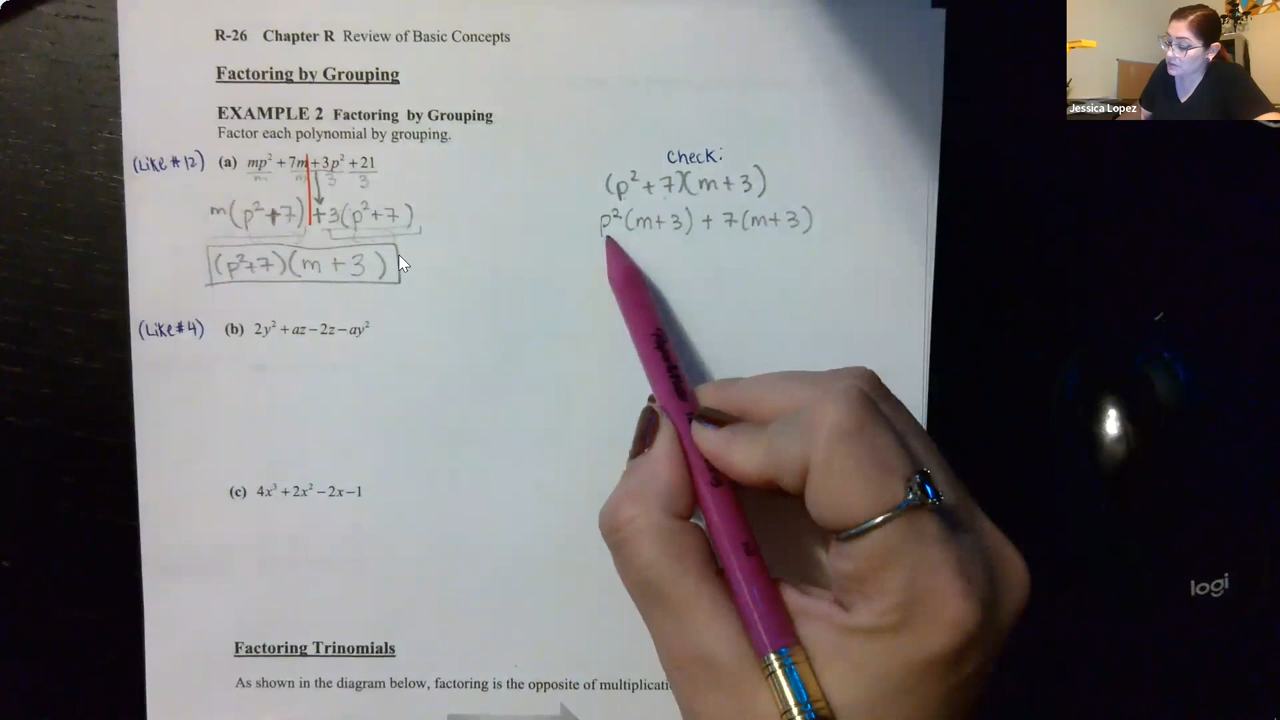 R-26 Chapter R Review of Basic Concepts
Factoring by Grouping
EXAMPLE 2 Factoring by Grouping
Factor each polynomial by grouping.
(Like #12) (a) mp² + 7m + 3p² + 21
m m 3 3
m(p² + 7) + 3(p² + 7)
(p² + 7)(m + 3)
Check:
(p² + 7)(m + 3)
p²(m + 3) + 7(m + 3)
(Like #4) (b) 2y² + az − 2z − ay²
(c) 4x³ + 2x² − 2x − 1
Factoring Trinomials
As shown in the diagram below, factoring is the opposite of
Jessica Lopez
logi